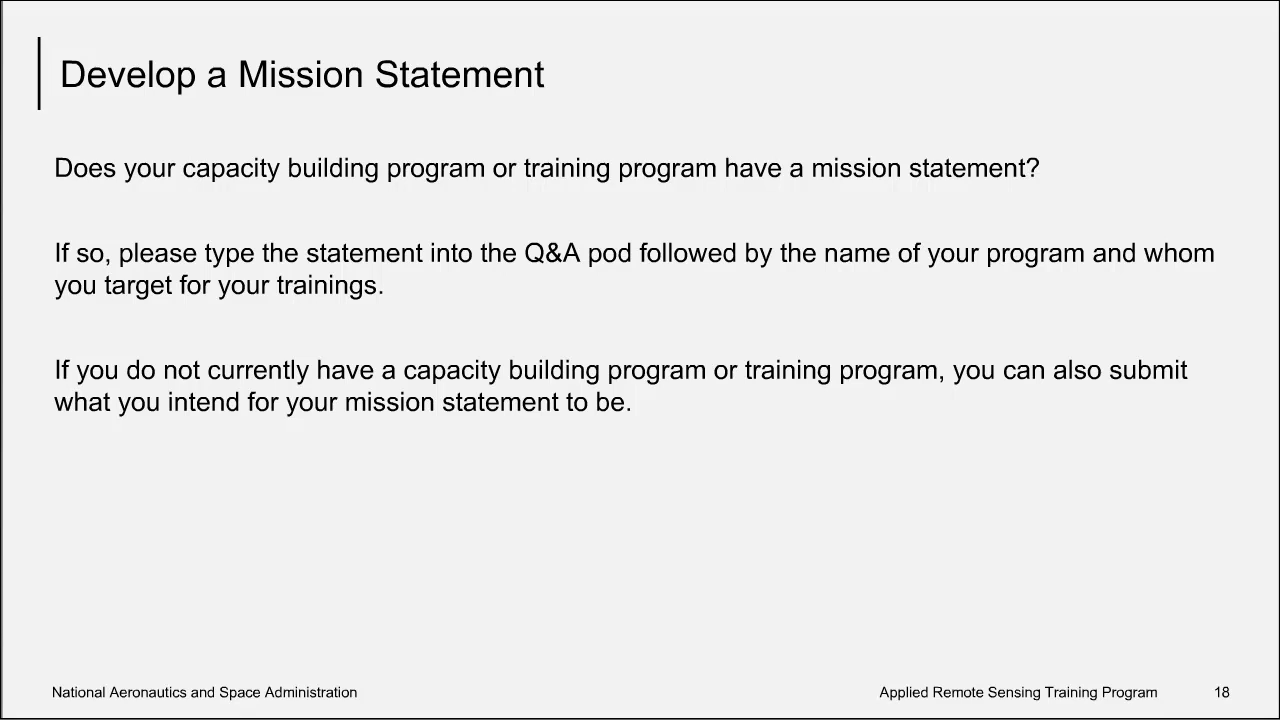 Develop a Mission Statement
Does your capacity building program or training program have a mission statement?
If so, please type the statement into the Q&A pod followed by the name of your program and whom
you target for your trainings.
If you do not currently have a capacity building program or training program, you can also submit
what you intend for your mission statement to be.
National Aeronautics and Space Administration
Applied Remote Sensing Training Program
18